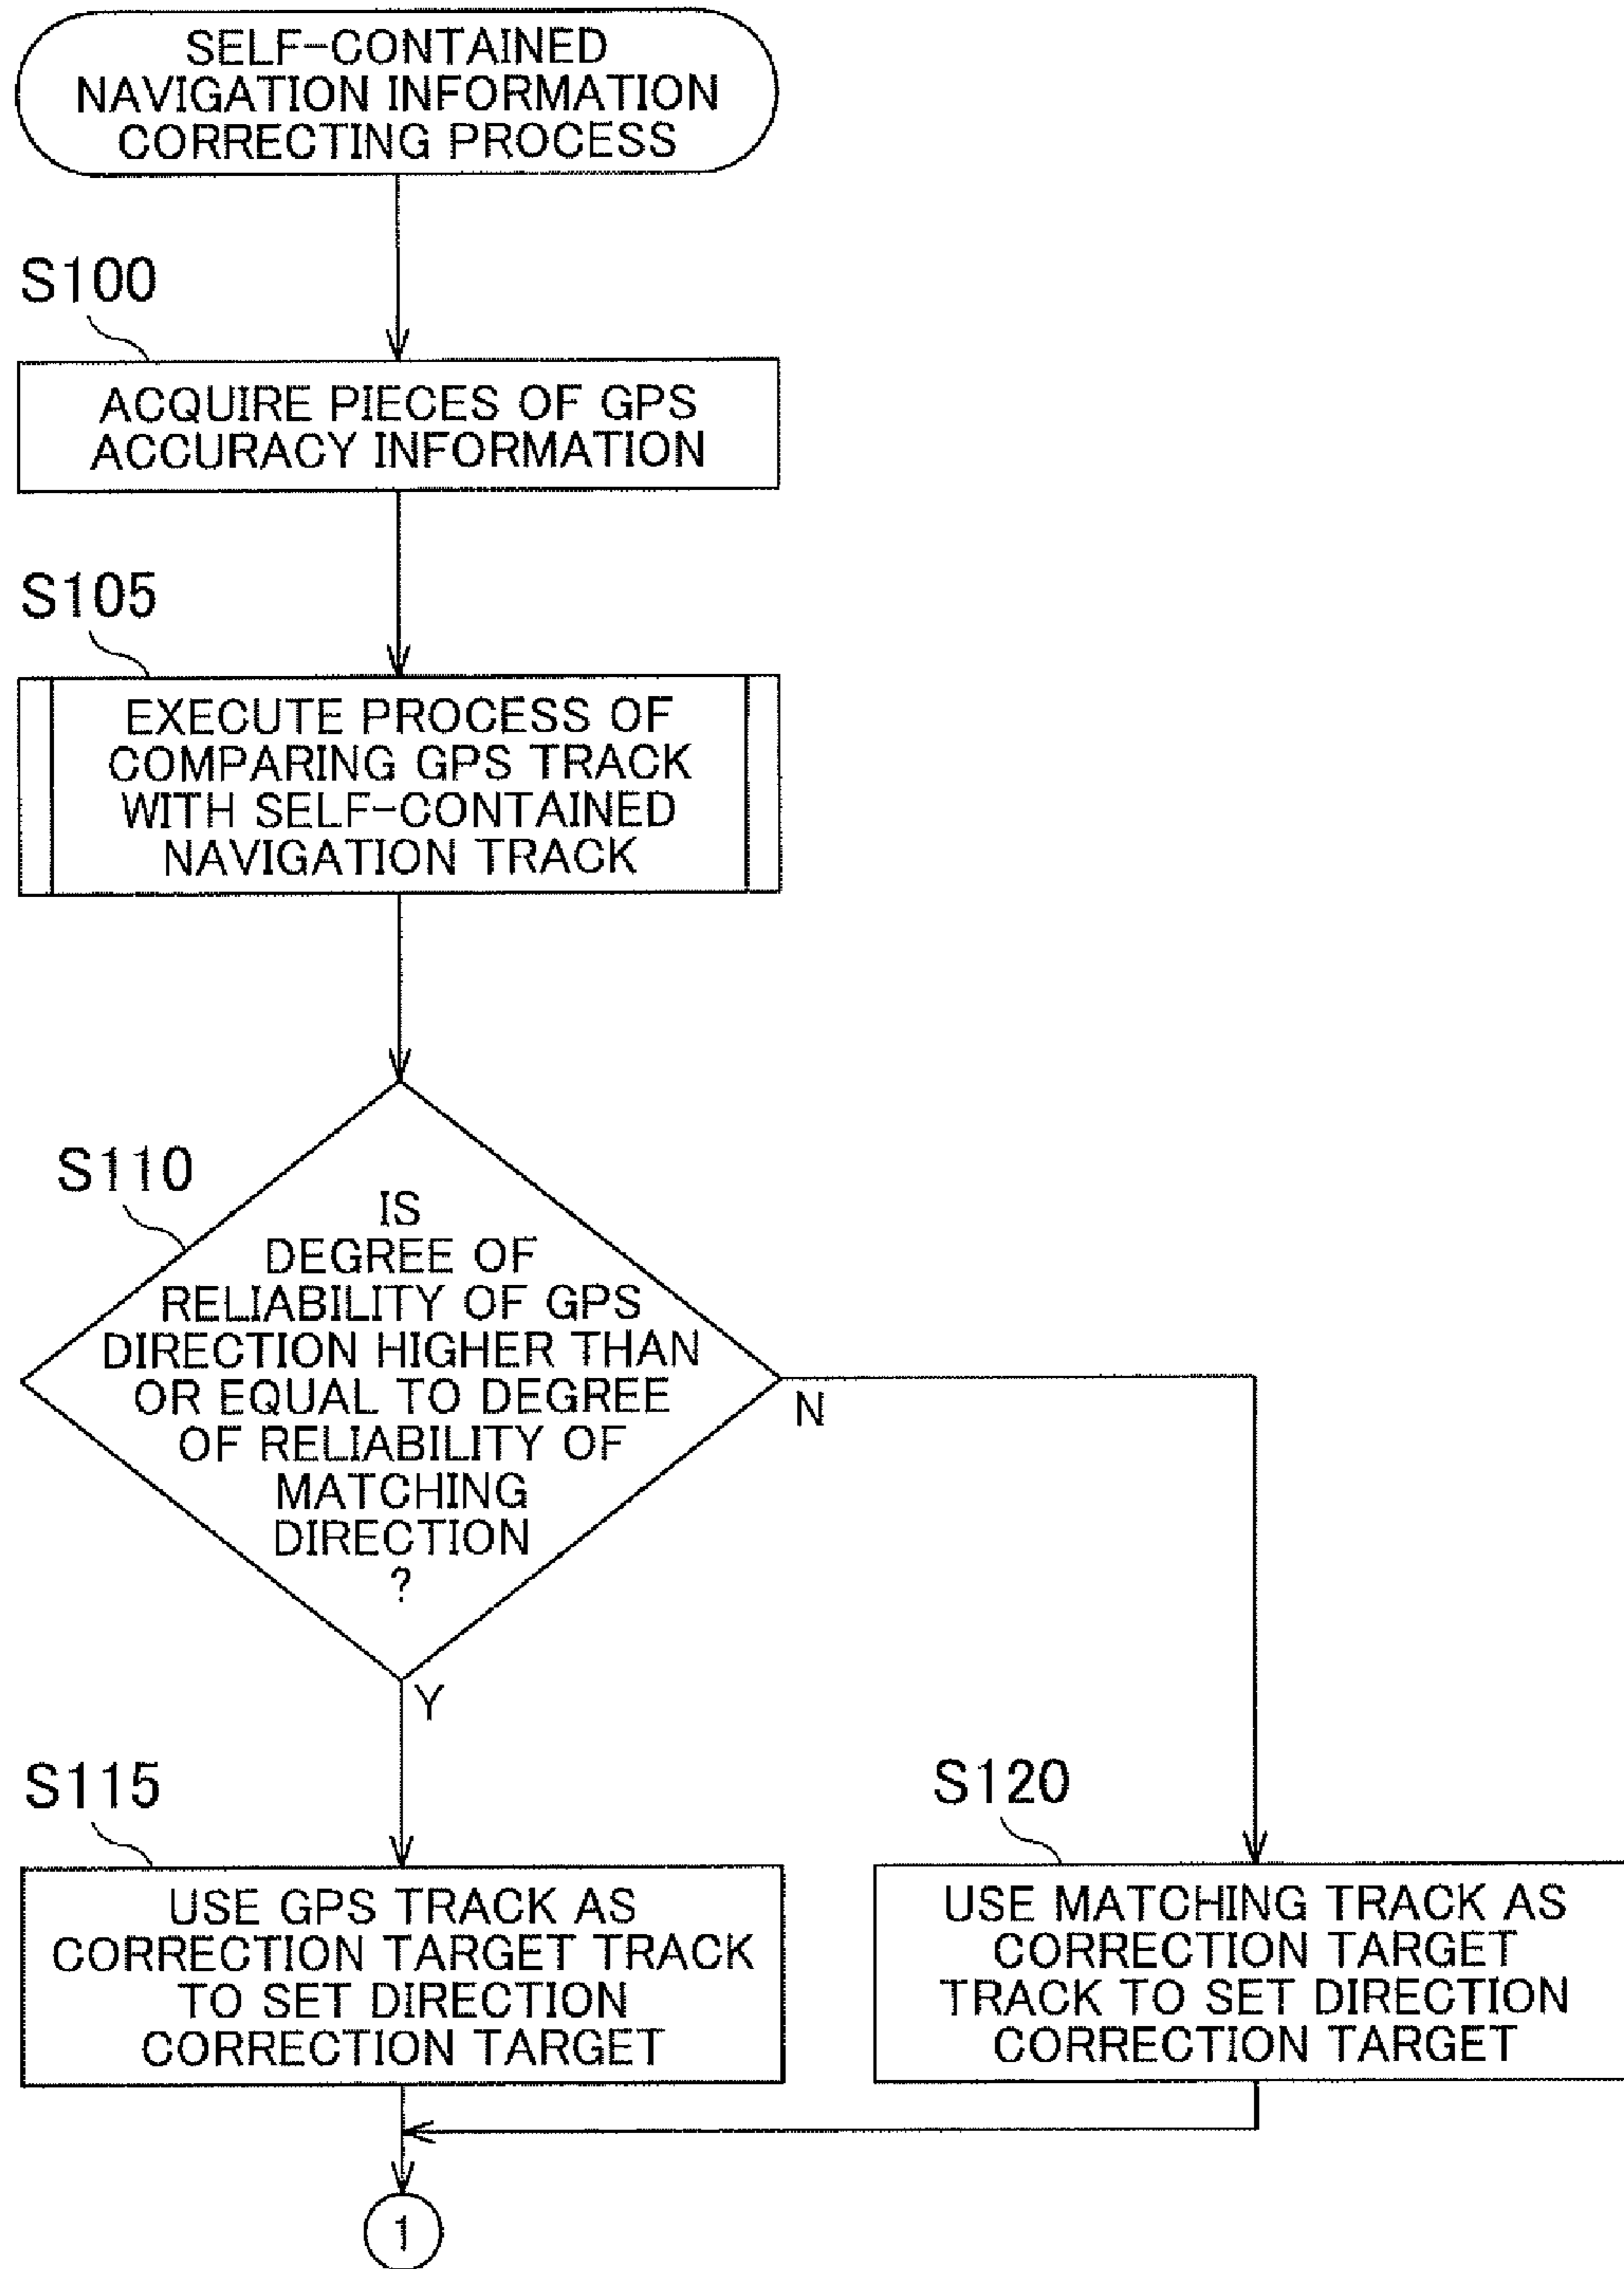 SELF-CONTAINED
NAVIGATION INFORMATION
CORRECTING PROCESS
S100
ACQUIRE PIECES OF GPS
ACCURACY INFORMATION
S105
EXECUTE PROCESS OF
COMPARING GPS TRACK
WITH SELF-CONTAINED
NAVIGATION TRACK
S110
IS
DEGREE OF
RELIABILITY OF GPS
DIRECTION HIGHER THAN
OR EQUAL TO DEGREE
OF RELIABILITY OF
MATCHING
DIRECTION
?
N
Y
S115
USE GPS TRACK AS
CORRECTION TARGET TRACK
TO SET DIRECTION
CORRECTION TARGET
S120
USE MATCHING TRACK AS
CORRECTION TARGET
TRACK TO SET DIRECTION
CORRECTION TARGET
1